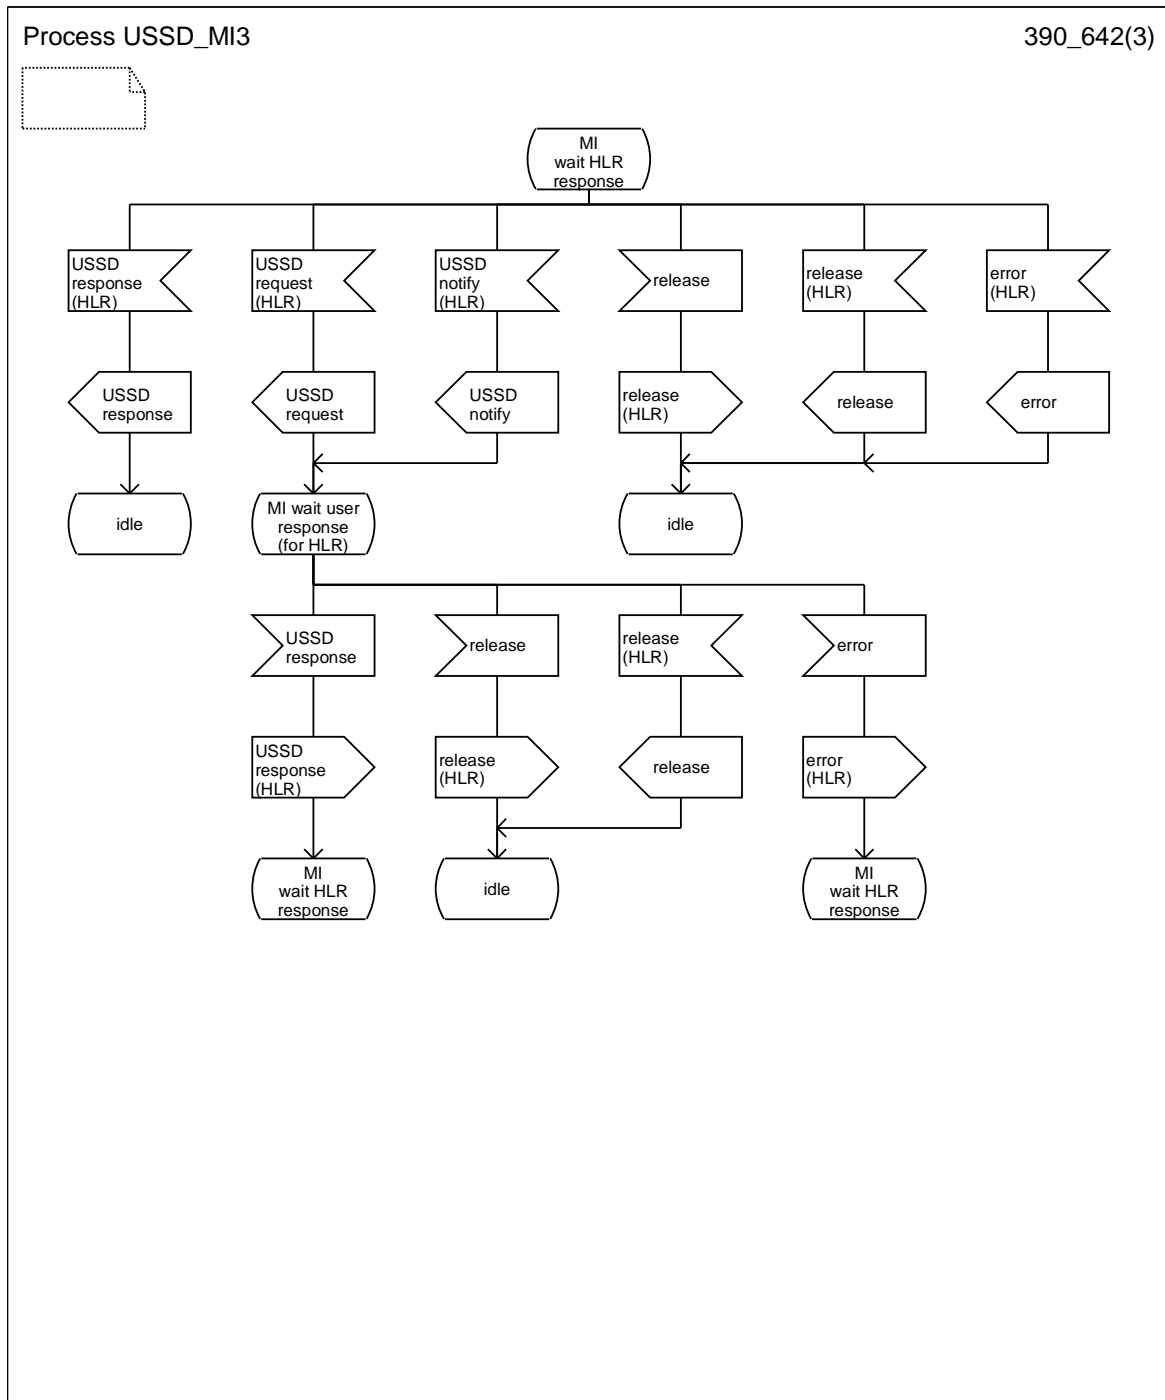 Process USSD_MI3
390_642(3)
MI
wait HLR
response
USSD
response
(HLR)
USSD
request
(HLR)
USSD
notify
(HLR)
release
release
(HLR)
error
(HLR)
USSD
response
USSD
request
USSD
notify
release
(HLR)
release
error
idle
MI wait user
response
(for HLR)
idle
USSD
response
release
release
(HLR)
error
USSD
response
(HLR)
release
(HLR)
release
error
(HLR)
MI
wait HLR
response
idle
MI
wait HLR
response